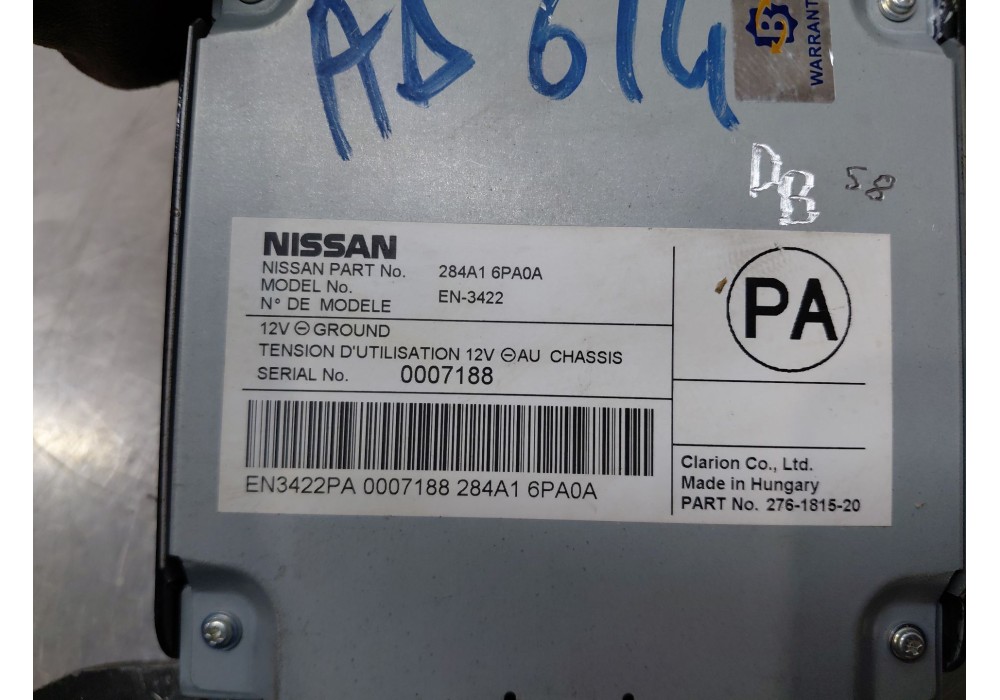 AD 614
B
WARRANT
DB 58
NISSAN
NISSAN PART No. 284A1 6PA0A
MODEL No.
N° DE MODELE EN-3422
12V ⊖ GROUND
TENSION D'UTILISATION 12V ⊖ AU CHASSIS
SERIAL No. 0007188
EN3422PA 0007188 284A1 6PA0A
PA
Clarion Co., Ltd.
Made in Hungary
PART No. 276-1815-20